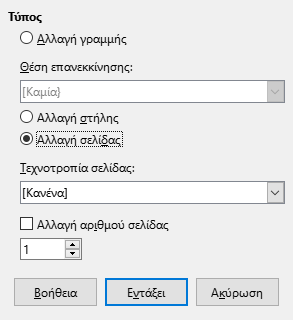 Τύπος
Αλλαγή γραμμής
Θέση επανεκκίνησης:
[Καμία}
Αλλαγή στήλης
Αλλαγή σελίδας
Τεχνοτροπία σελίδας:
[Κανένα]
Αλλαγή αριθμού σελίδας
1
Βοήθεια
Εντάξει
Ακύρωση